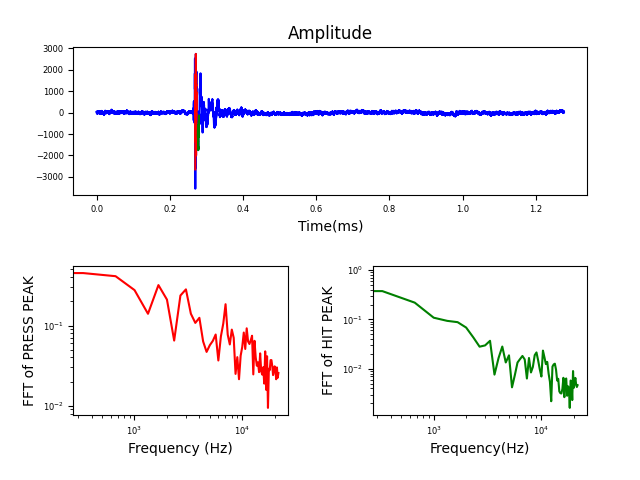 Amplitude
3000
2000
1000
0
−1000
−2000
−3000
0.0 0.2 0.4 0.6 0.8 1.0 1.2
Time(ms)
FFT of PRESS PEAK
10⁻¹
10⁻²
10³ 10⁴
Frequency (Hz)
FFT of HIT PEAK
10⁰
10⁻¹
10⁻²
10³ 10⁴
Frequency(Hz)